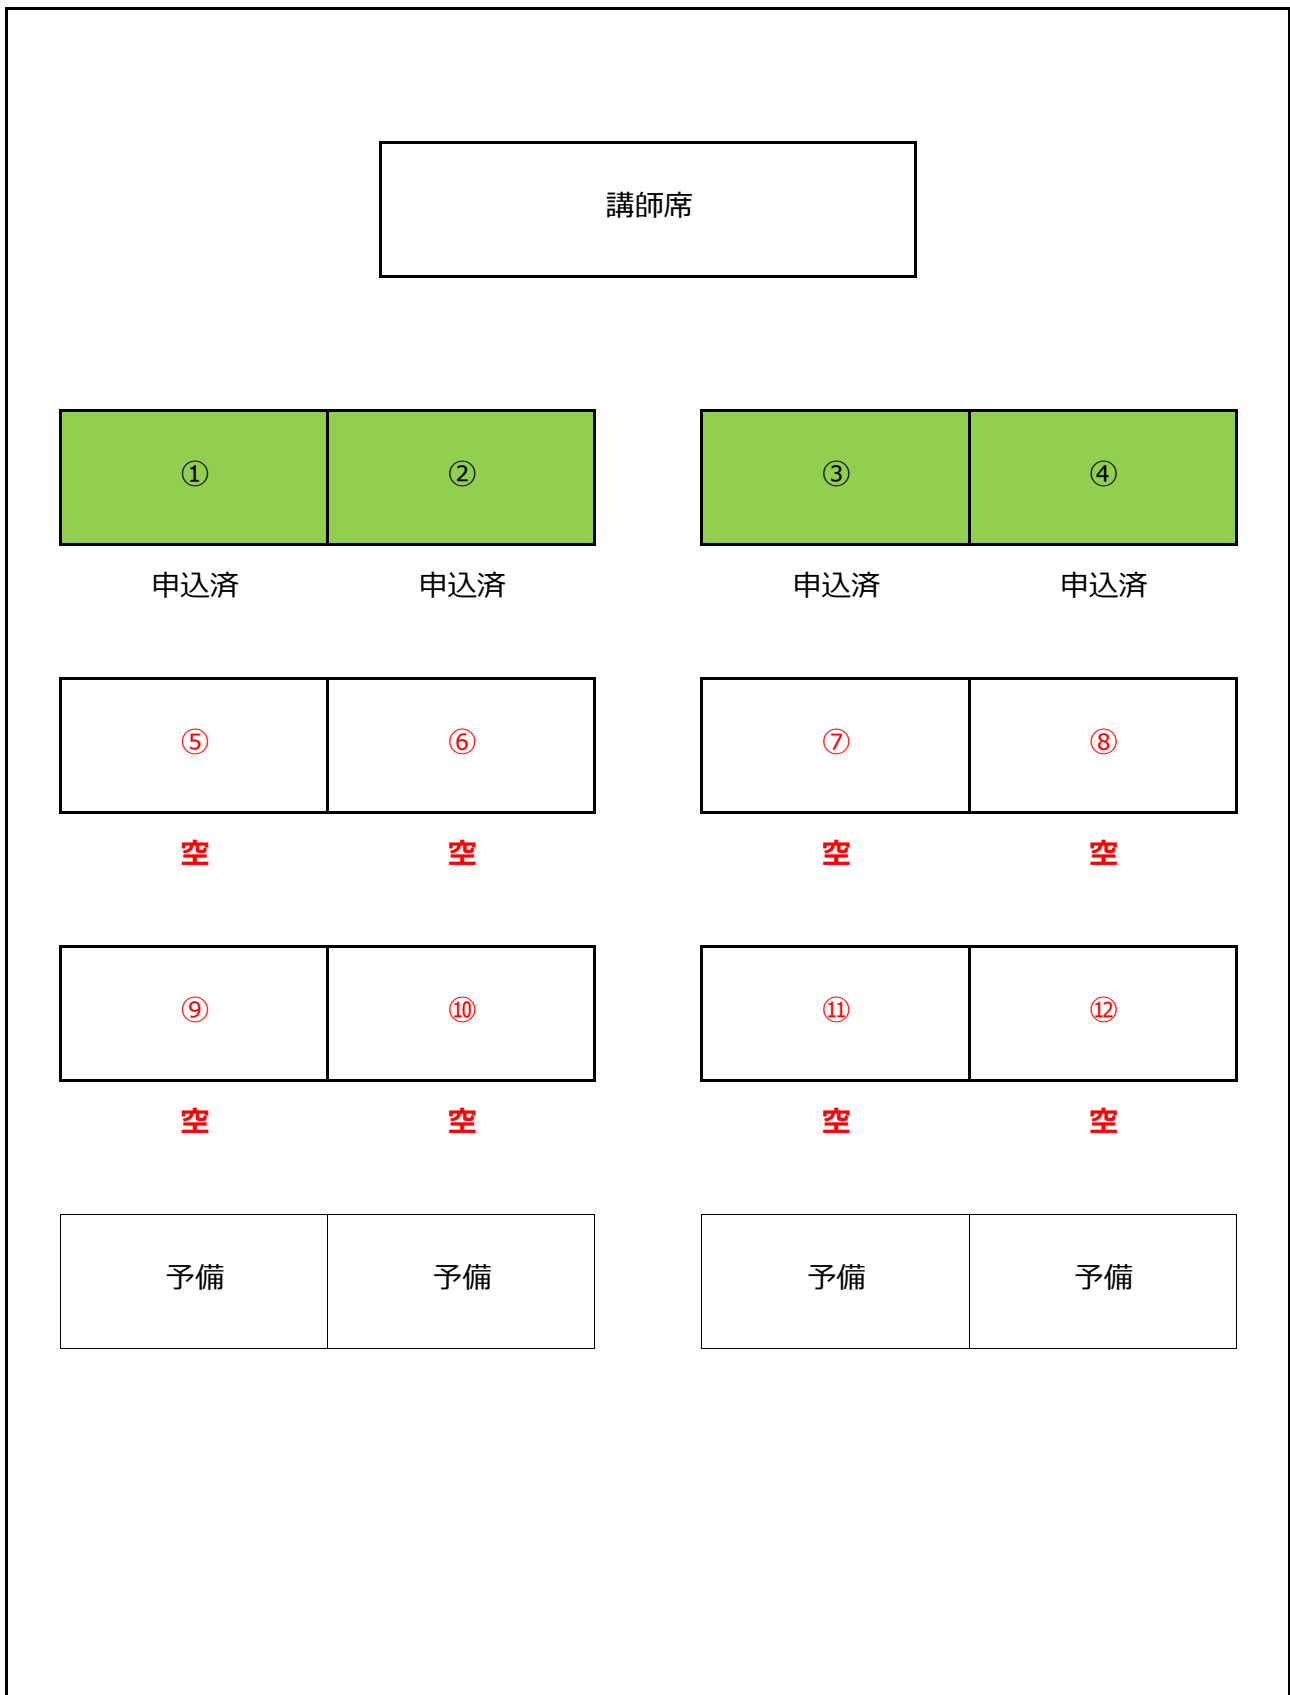 講師席
① ② ③ ④
申込済 申込済 申込済 申込済
⑤ ⑥ ⑦ ⑧
空 空 空 空
⑨ ⑩ ⑪ ⑫
空 空 空 空
予備 予備 予備 予備